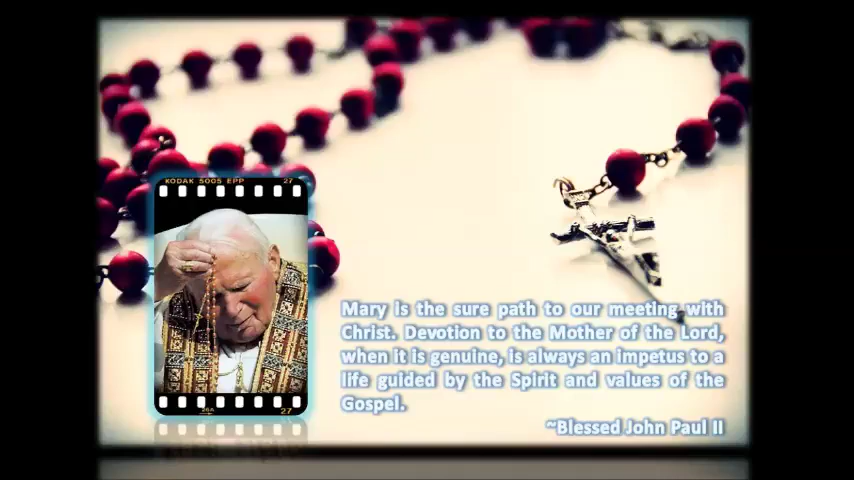 KODAK 5005 EPP 27
Mary is the sure path to our meeting with
Christ. Devotion to the Mother of the Lord,
when it is genuine, is always an impetus to a
life guided by the Spirit and values of the
Gospel.
~Blessed John Paul II
26A 27